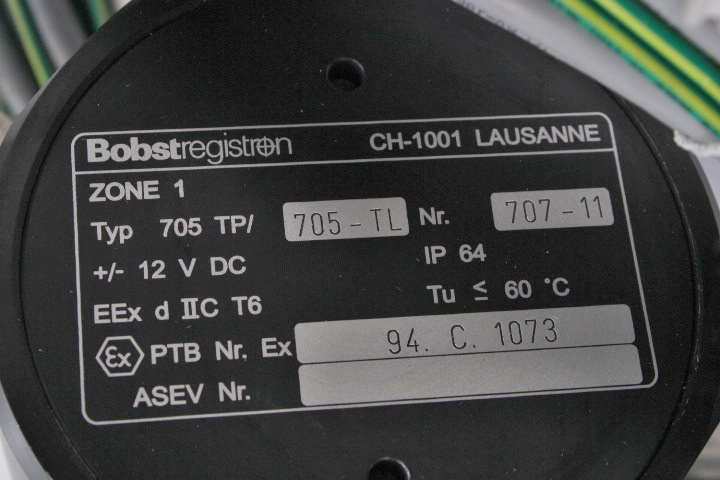 Bobstregistron CH-1001 LAUSANNE
ZONE 1
Typ 705 TP/ 705-TL Nr. 707-11
+/- 12 V DC IP 64
EEx d IIC T6 Tu ≤ 60 °C
Ex PTB Nr. Ex 94. C. 1073
ASEV Nr.